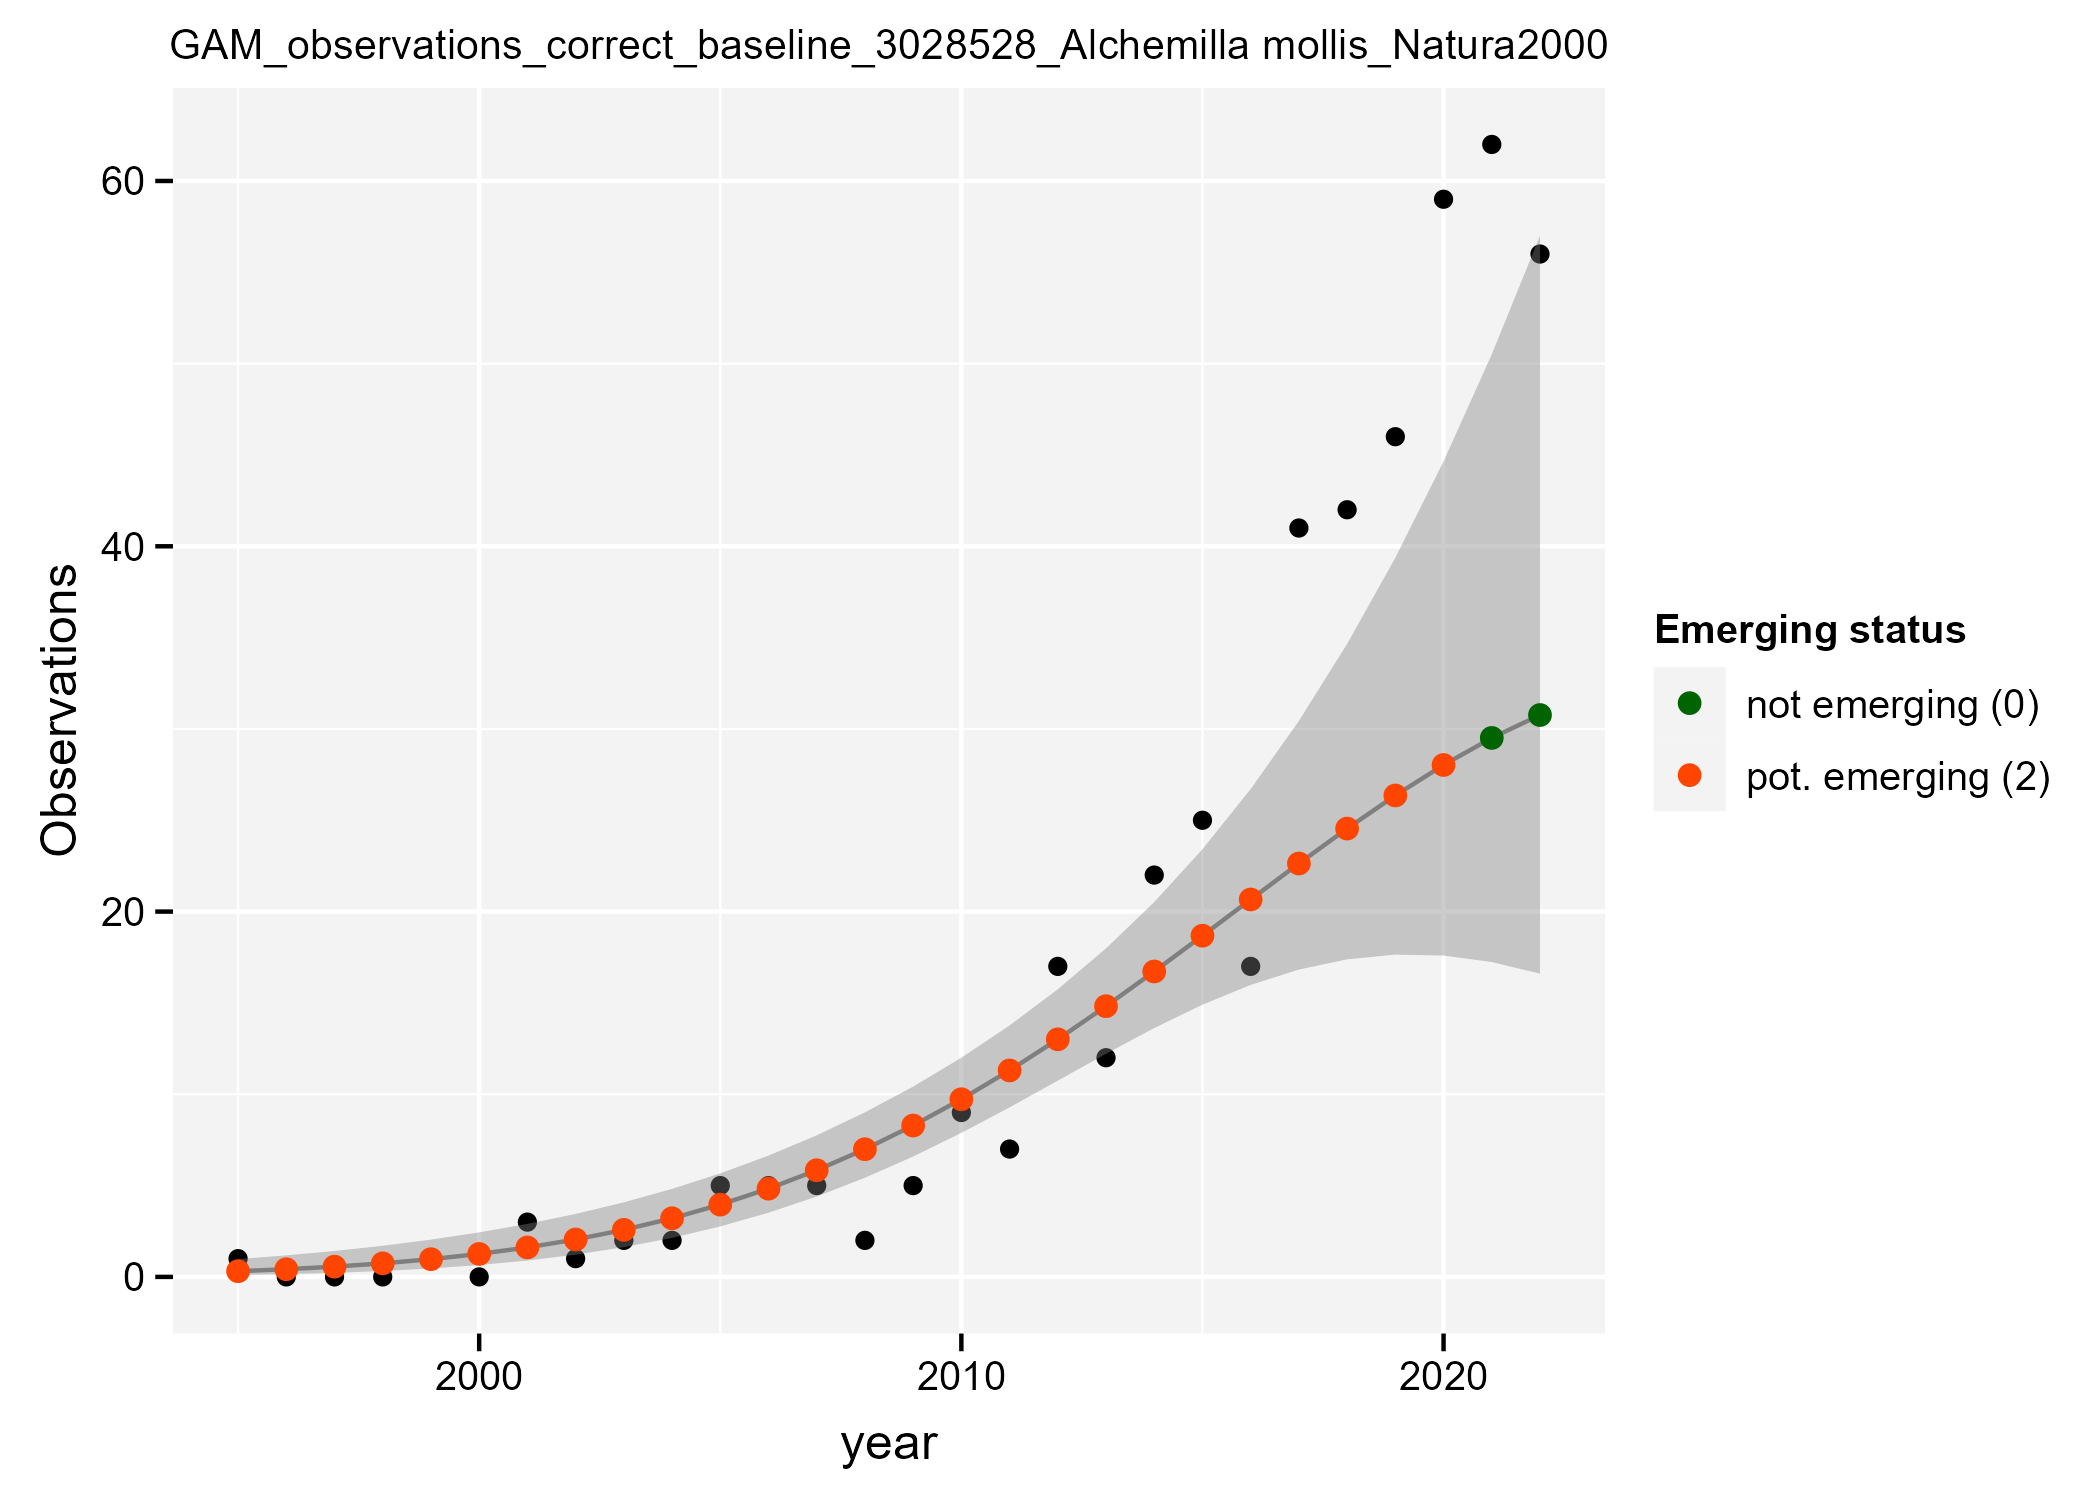 GAM_observations_correct_baseline_3028528_Alchemilla mollis_Natura2000
60
40
20
0
Observations
2000
2010
2020
year
Emerging status
not emerging (0)
pot. emerging (2)